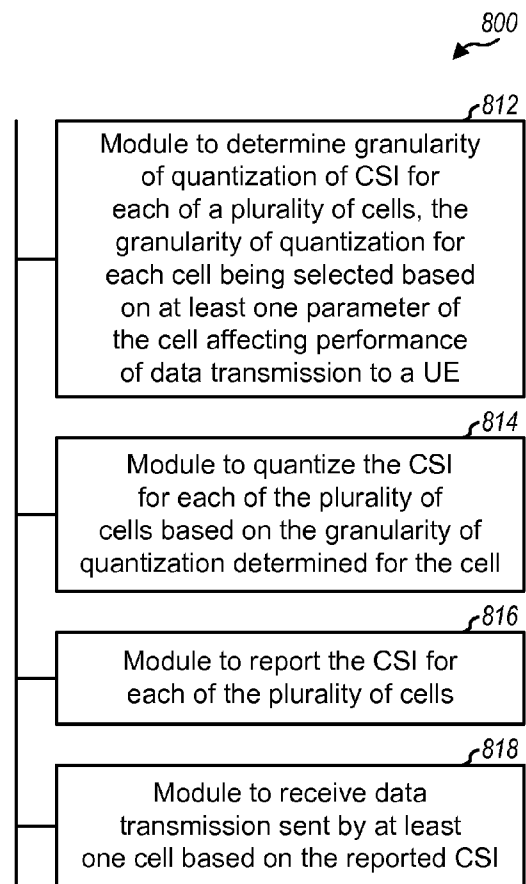 800
812
Module to determine granularity
of quantization of CSI for
each of a plurality of cells, the
granularity of quantization for
each cell being selected based
on at least one parameter of
the cell affecting performance
of data transmission to a UE
814
Module to quantize the CSI
for each of the plurality of
cells based on the granularity of
quantization determined for the cell
816
Module to report the CSI for
each of the plurality of cells
818
Module to receive data
transmission sent by at least
one cell based on the reported CSI